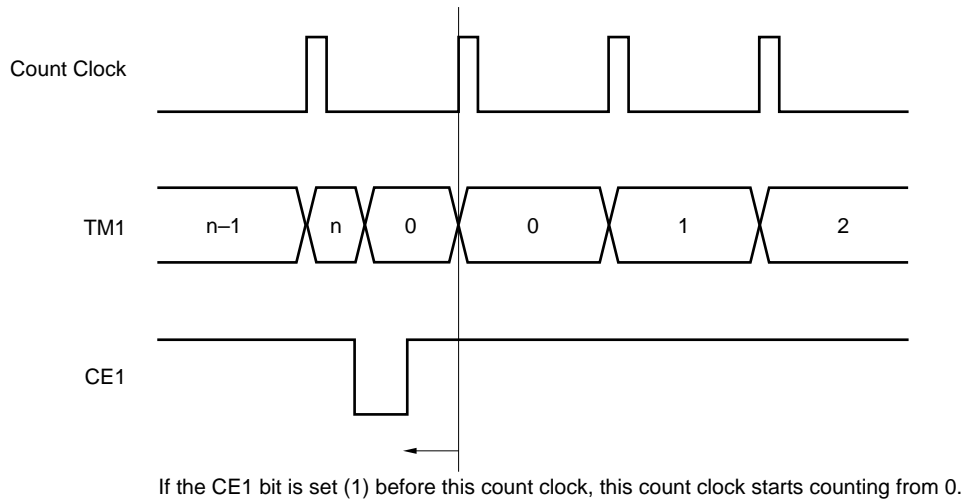 Count Clock
TM1
n–1
n
0
0
1
2
CE1
If the CE1 bit is set (1) before this count clock, this count clock starts counting from 0.